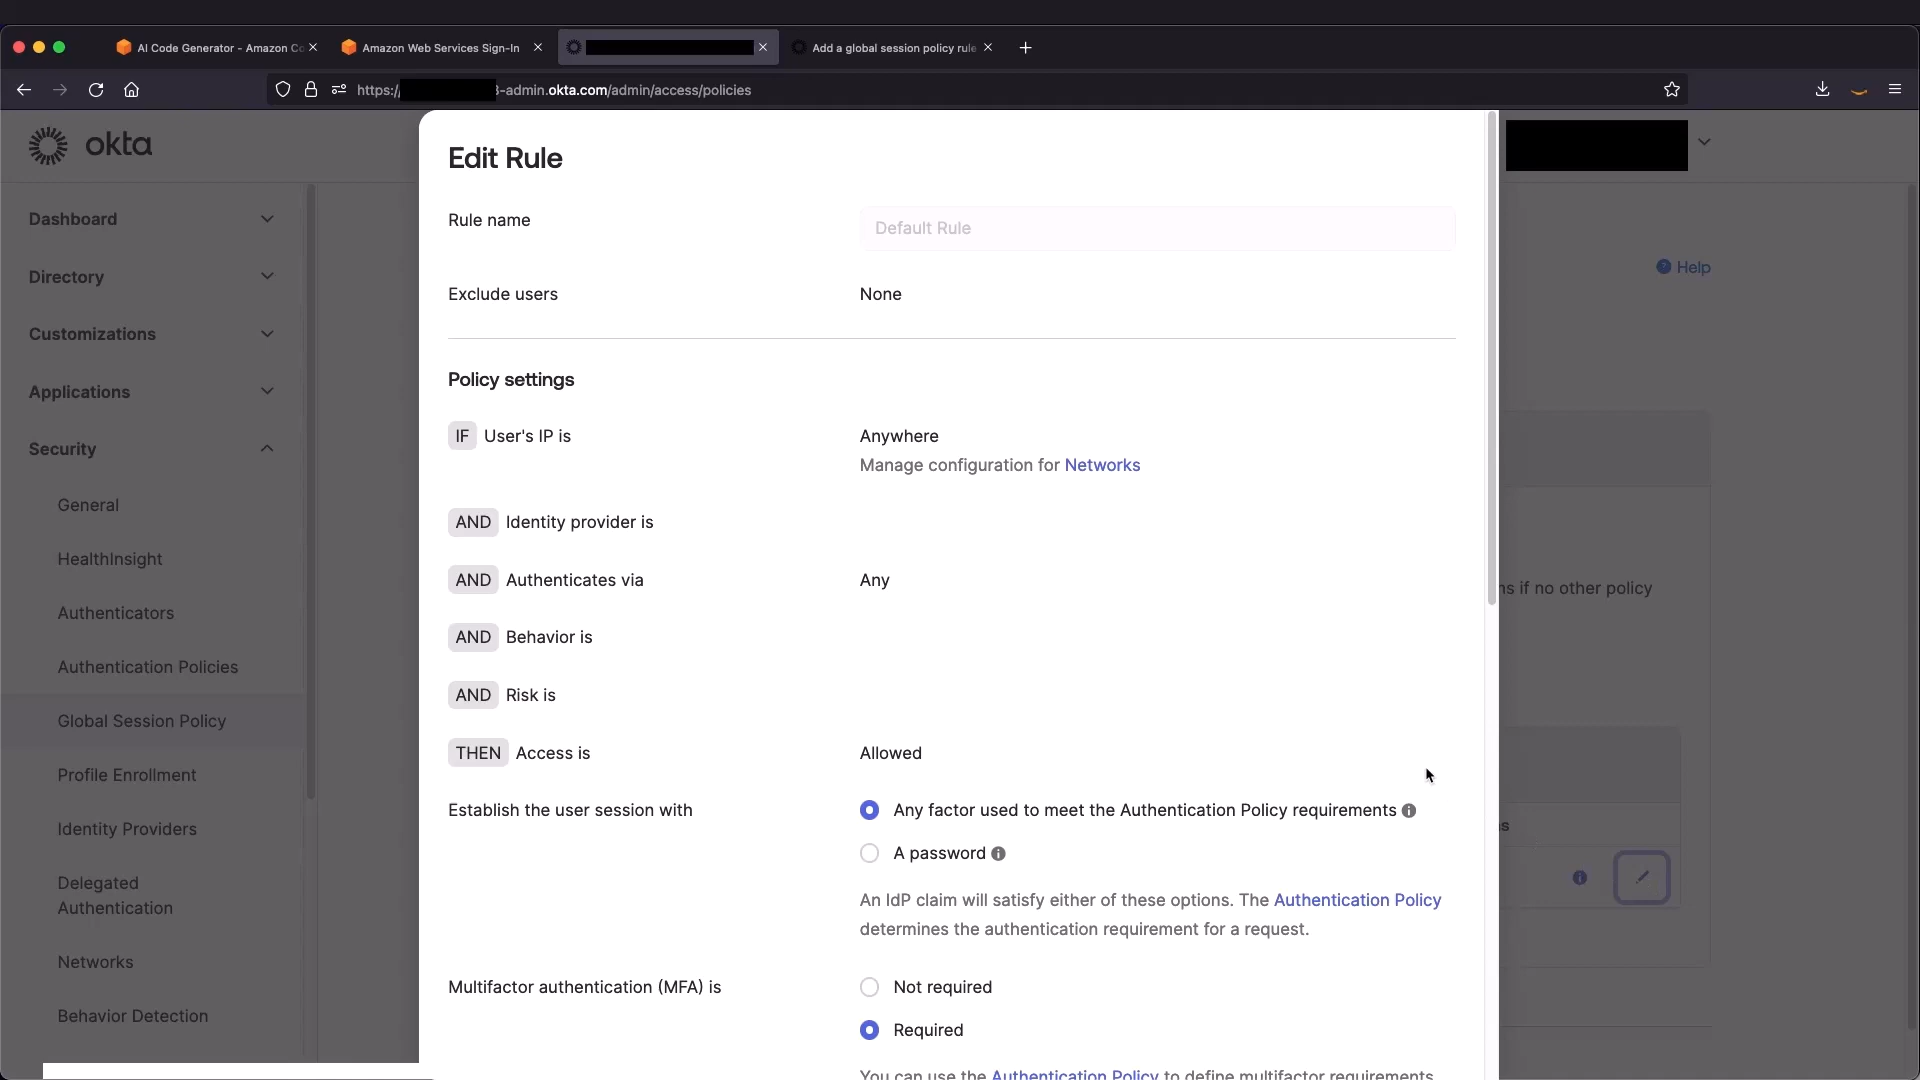 AI Code Generator - Amazon Co
Amazon Web Services Sign-In
Add a global session policy rule
https://
-admin.okta.com/admin/access/policies
okta
Dashboard
Directory
Customizations
Applications
Security
General
HealthInsight
Authenticators
Authentication Policies
Global Session Policy
Profile Enrollment
Identity Providers
Delegated
Authentication
Networks
Behavior Detection
Edit Rule
Rule name
Default Rule
Exclude users
None
Policy settings
IF User's IP is
Anywhere
Manage configuration for Networks
AND Identity provider is
AND Authenticates via
Any
AND Behavior is
AND Risk is
THEN Access is
Allowed
Establish the user session with
Any factor used to meet the Authentication Policy requirements
A password
An IdP claim will satisfy either of these options. The Authentication Policy
determines the authentication requirement for a request.
Multifactor authentication (MFA) is
Not required
Required
You can use the Authentication Policy to define multifactor requirements
Help
if no other policy